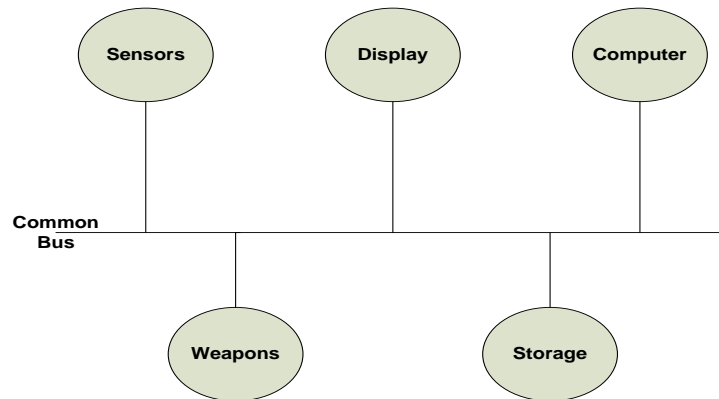 Sensors
Display
Computer
Common
Bus
Weapons
Storage